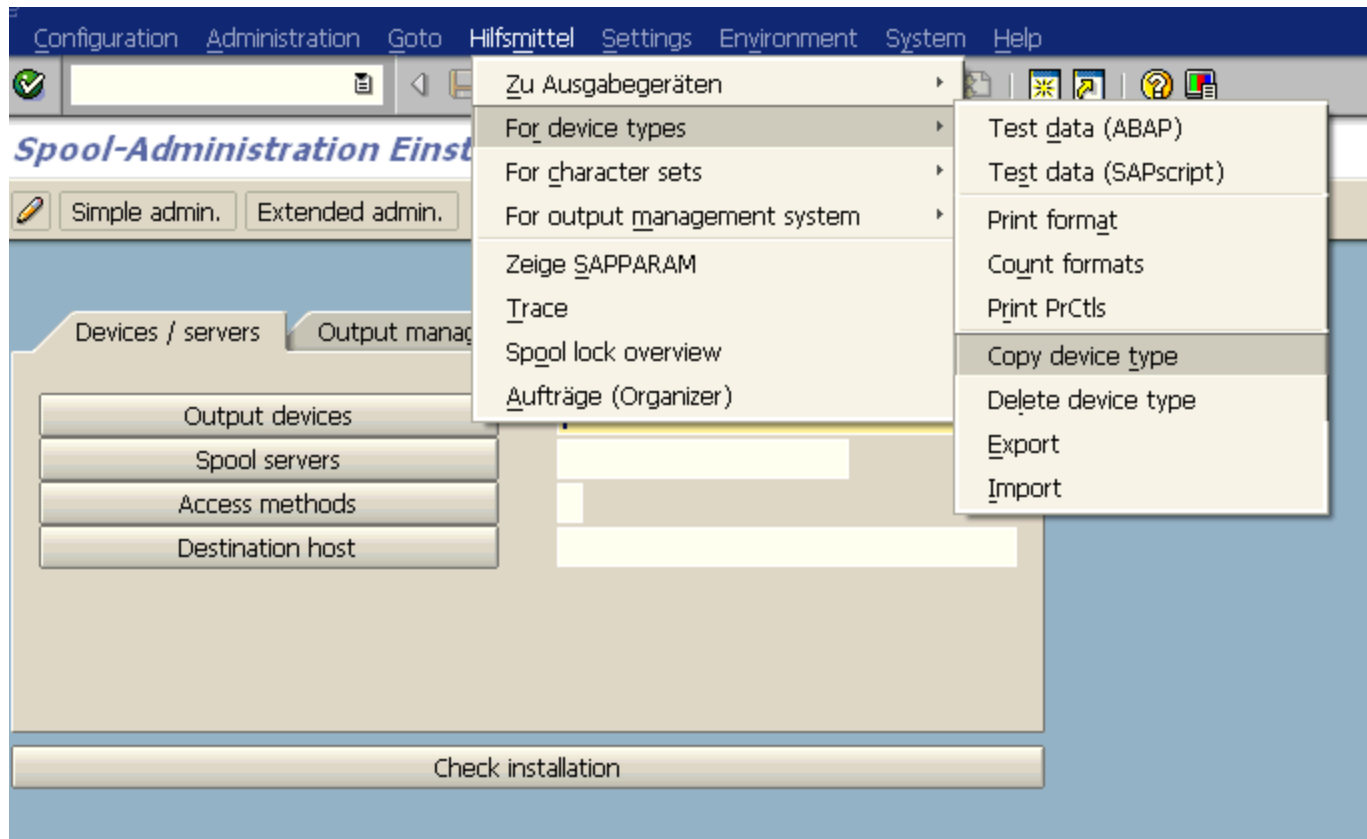 Configuration Administration Goto Hilfsmittel Settings Environment System Help
Zu Ausgabegeräten
For device types
For character sets
For output management system
Zeige SAPPARAM
Trace
Spool lock overview
Aufträge (Organizer)
Test data (ABAP)
Test data (SAPscript)
Print format
Count formats
Print PrCtls
Copy device type
Delete device type
Export
Import
Spool-Administration Einst
Simple admin. Extended admin.
Devices / servers Output manag
Output devices
Spool servers
Access methods
Destination host
Check installation